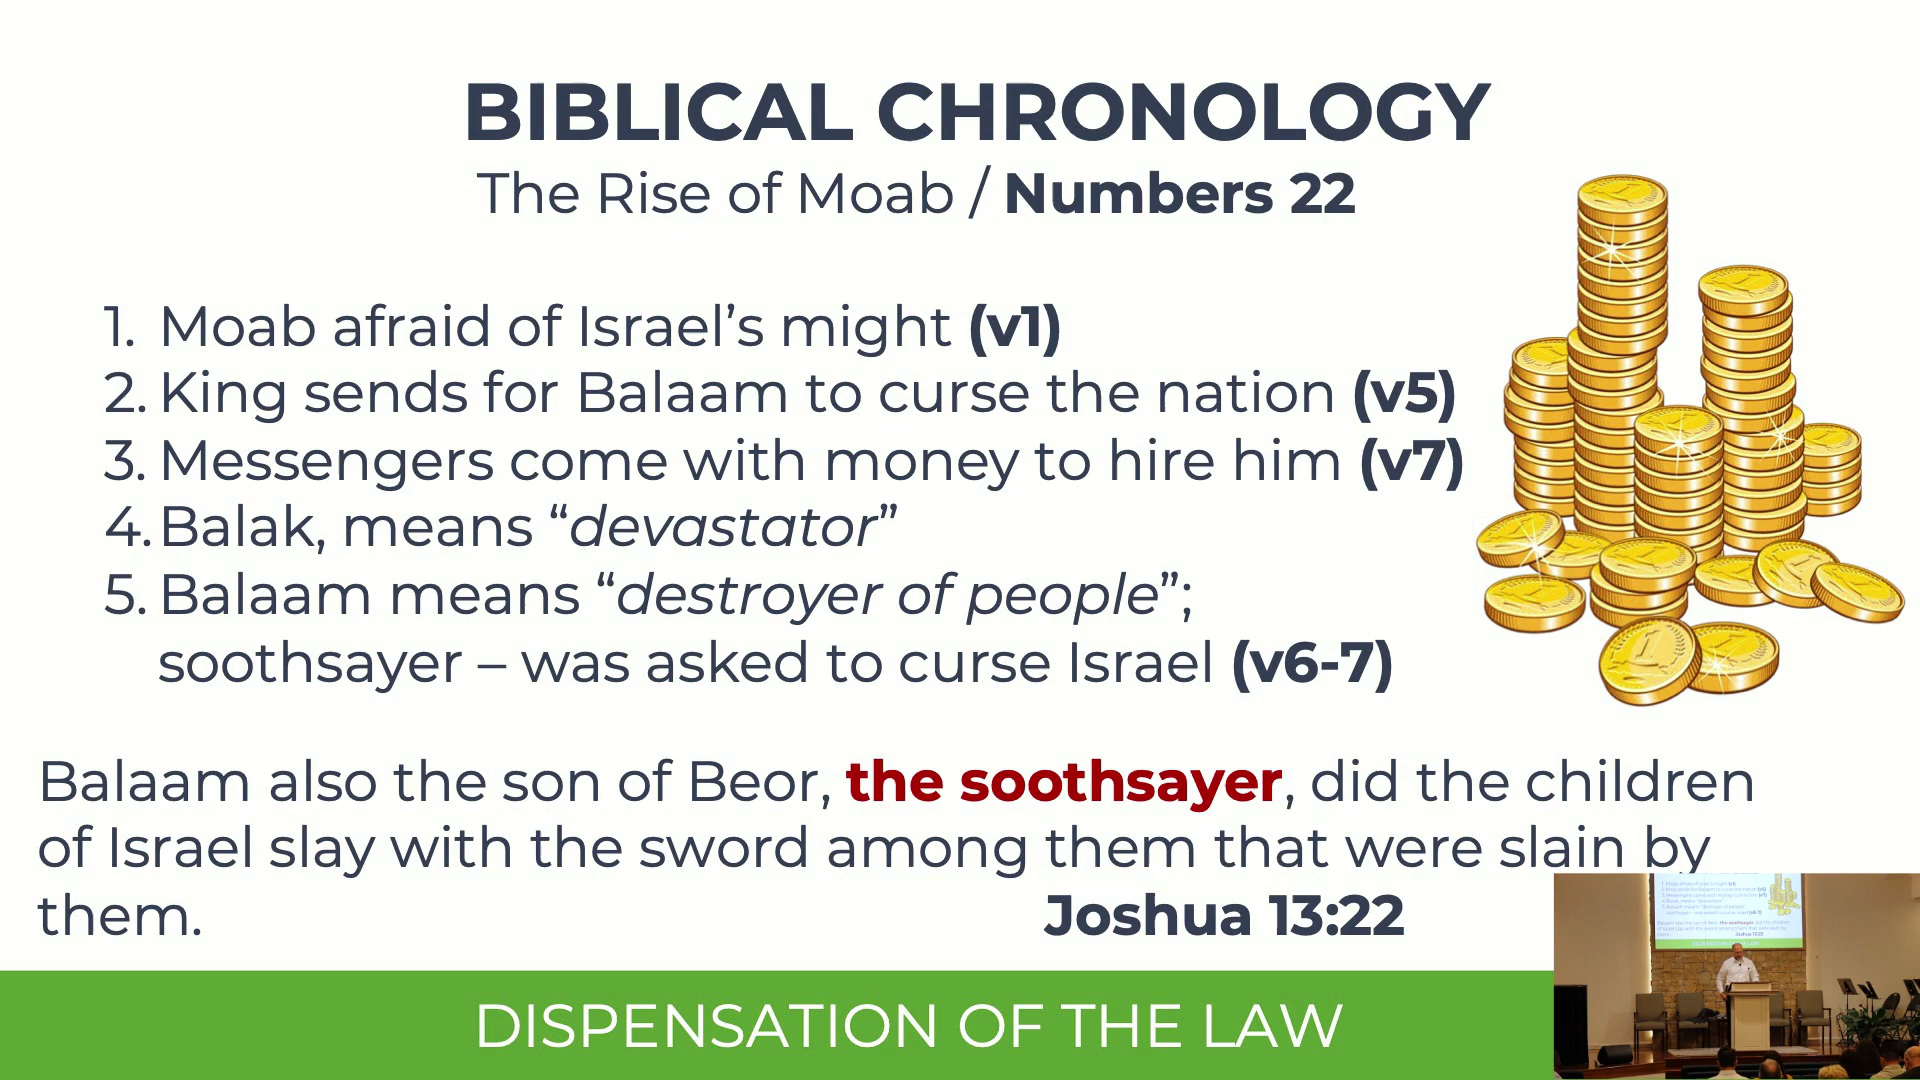 BIBLICAL CHRONOLOGY
The Rise of Moab / Numbers 22
1. Moab afraid of Israel’s might (v1)
2. King sends for Balaam to curse the nation (v5)
3. Messengers come with money to hire him (v7)
4. Balak, means “devastator”
5. Balaam means “destroyer of people”;
soothsayer – was asked to curse Israel (v6-7)
Balaam also the son of Beor, the soothsayer, did the children
of Israel slay with the sword among them that were slain by
them. Joshua 13:22
DISPENSATION OF THE LAW